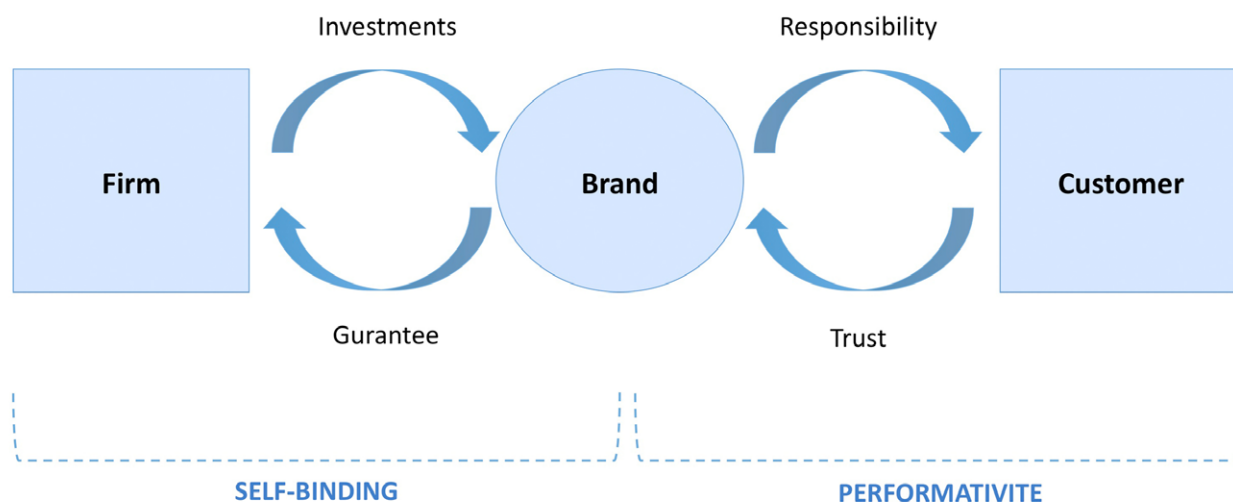 Investments
Responsibility
Firm
Brand
Customer
Gurantee
Trust
SELF-BINDING
PERFORMATIVITE